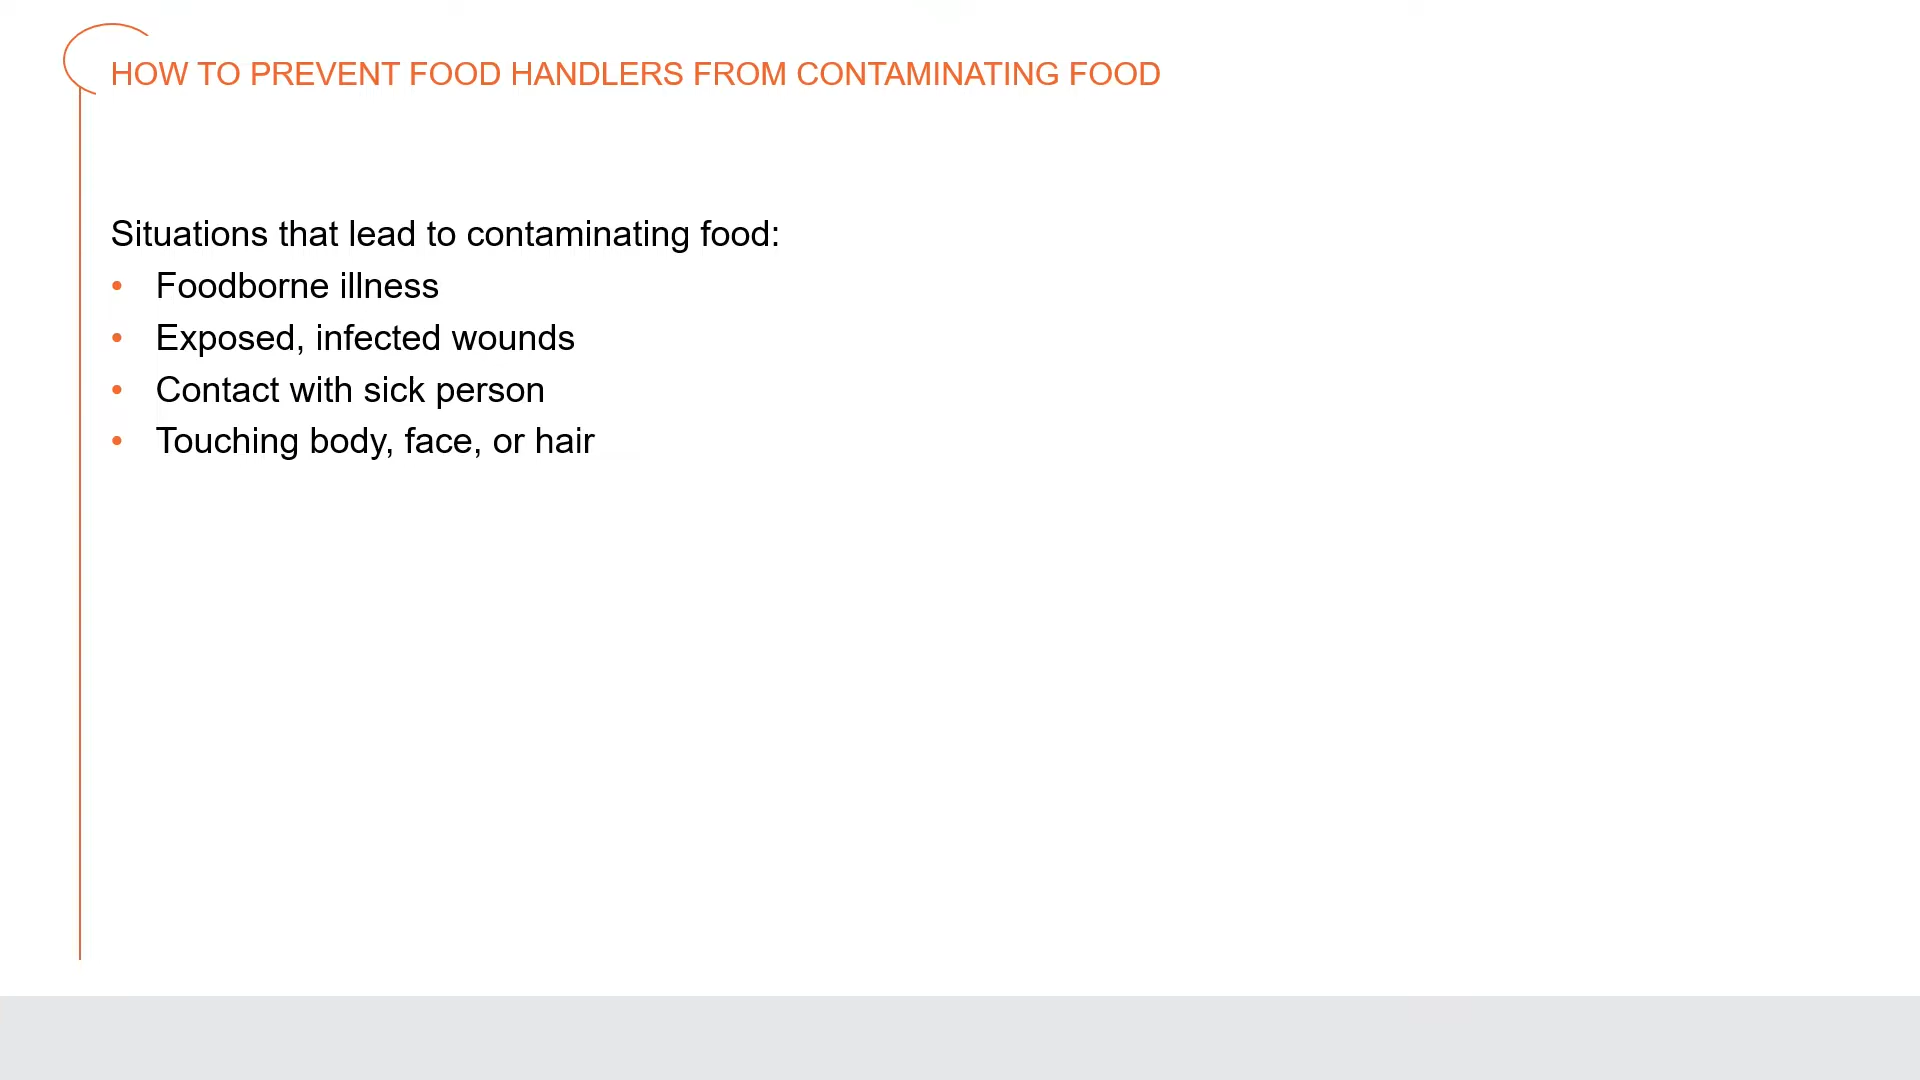 HOW TO PREVENT FOOD HANDLERS FROM CONTAMINATING FOOD
Situations that lead to contaminating food:
• Foodborne illness
• Exposed, infected wounds
• Contact with sick person
• Touching body, face, or hair